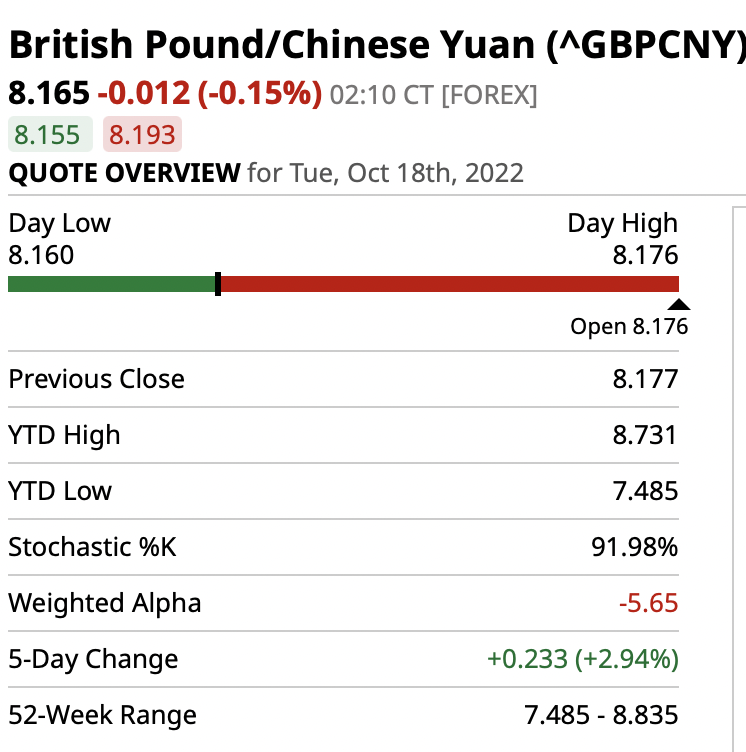 British Pound/Chinese Yuan (^GBPCNY)
8.165 -0.012 (-0.15%) 02:10 CT [FOREX]
8.155 8.193
QUOTE OVERVIEW for Tue, Oct 18th, 2022
Day Low Day High
8.160 8.176
Open 8.176
Previous Close 8.177
YTD High 8.731
YTD Low 7.485
Stochastic %K 91.98%
Weighted Alpha -5.65
5-Day Change +0.233 (+2.94%)
52-Week Range 7.485 - 8.835